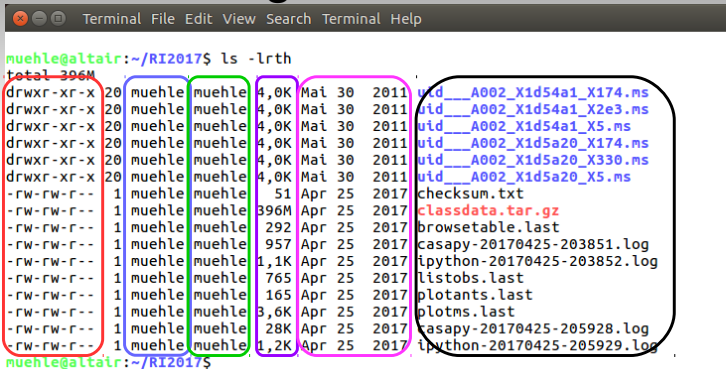 Terminal File Edit View Search Terminal Help
muehle@altair:~/RI2017$ ls -lrth
total 396M
drwxr-xr-x 20 muehle muehle 4,0K Mai 30 2011 uid___A002_X1d54a1_X174.ms
drwxr-xr-x 20 muehle muehle 4,0K Mai 30 2011 uid___A002_X1d54a1_X2e3.ms
drwxr-xr-x 20 muehle muehle 4,0K Mai 30 2011 uid___A002_X1d54a1_X5.ms
drwxr-xr-x 20 muehle muehle 4,0K Mai 30 2011 uid___A002_X1d5a20_X174.ms
drwxr-xr-x 20 muehle muehle 4,0K Mai 30 2011 uid___A002_X1d5a20_X330.ms
drwxr-xr-x 20 muehle muehle 4,0K Mai 30 2011 uid___A002_X1d5a20_X5.ms
-rw-rw-r-- 1 muehle muehle 51 Apr 25 2017 checksum.txt
-rw-rw-r-- 1 muehle muehle 396M Apr 25 2017 classdata.tar.gz
-rw-rw-r-- 1 muehle muehle 292 Apr 25 2017 browsetable.last
-rw-rw-r-- 1 muehle muehle 957 Apr 25 2017 casapy-20170425-203851.log
-rw-rw-r-- 1 muehle muehle 1,1K Apr 25 2017 ipython-20170425-203852.log
-rw-rw-r-- 1 muehle muehle 765 Apr 25 2017 listobs.last
-rw-rw-r-- 1 muehle muehle 165 Apr 25 2017 plotants.last
-rw-rw-r-- 1 muehle muehle 3,6K Apr 25 2017 plotms.last
-rw-rw-r-- 1 muehle muehle 28K Apr 25 2017 casapy-20170425-205928.log
-rw-rw-r-- 1 muehle muehle 1,2K Apr 25 2017 ipython-20170425-205929.log
muehle@altair:~/RI2017$